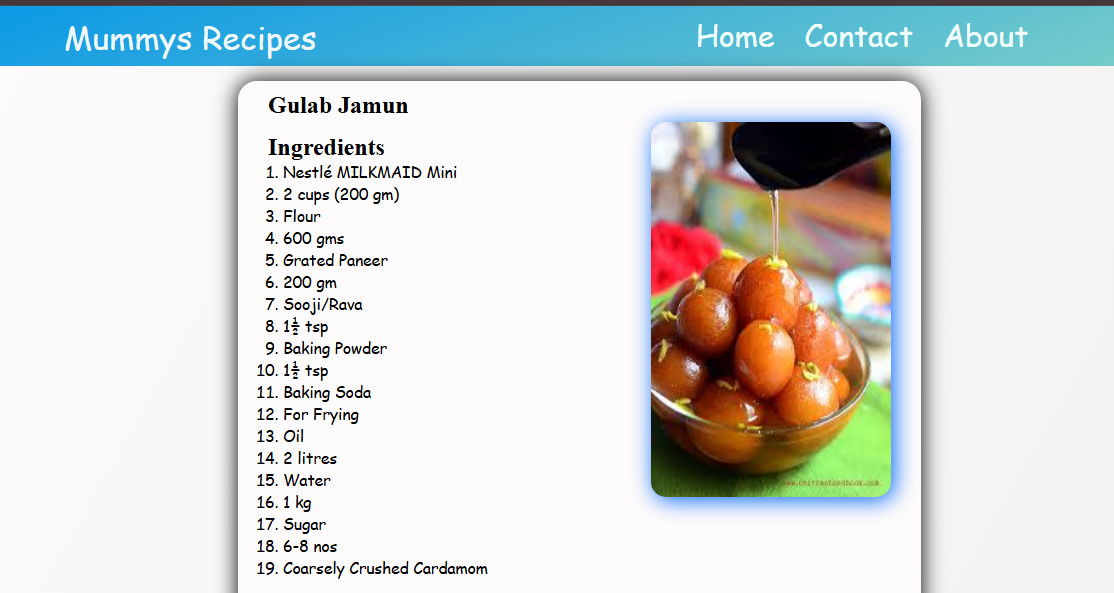 Mummys Recipes
Home Contact About
Gulab Jamun
Ingredients
1. Nestlé MILKMAID Mini
2. 2 cups (200 gm)
3. Flour
4. 600 gms
5. Grated Paneer
6. 200 gm
7. Sooji/Rava
8. 1½ tsp
9. Baking Powder
10. 1½ tsp
11. Baking Soda
12. For Frying
13. Oil
14. 2 litres
15. Water
16. 1 kg
17. Sugar
18. 6-8 nos
19. Coarsely Crushed Cardamom